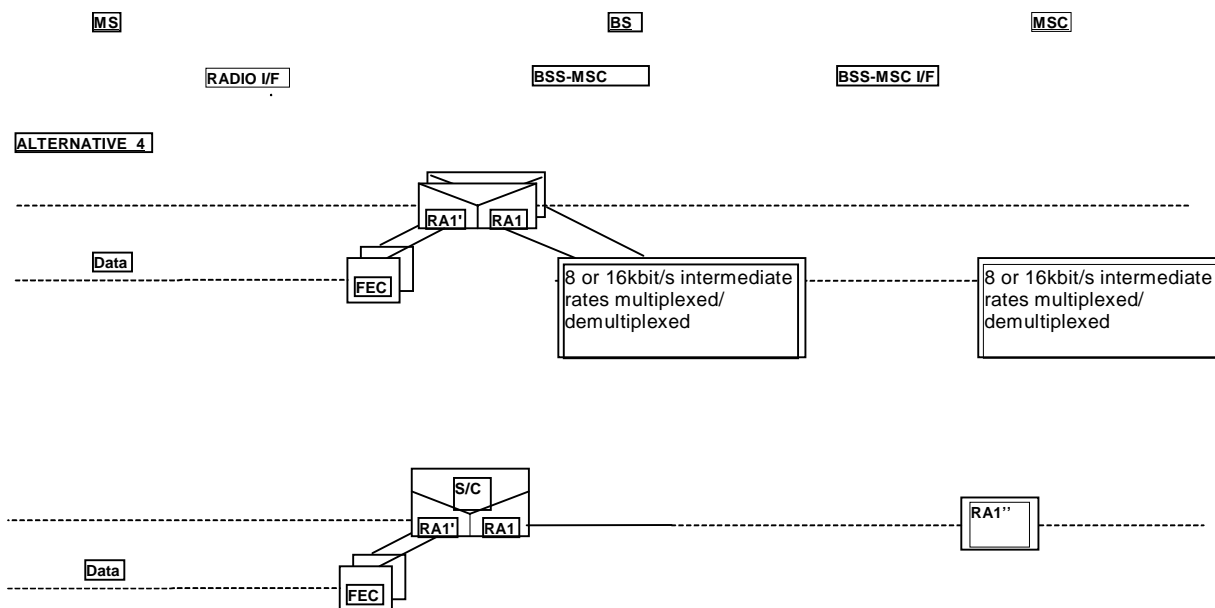 MS BS MSC
RADIO I/F BSS-MSC BSS-MSC I/F
ALTERNATIVE 4
RA1' RA1
Data
FEC
8 or 16kbit/s intermediate
rates multiplexed/
demultiplexed
8 or 16kbit/s intermediate
rates multiplexed/
demultiplexed
S/C
RA1' RA1
RA1’’
Data
FEC